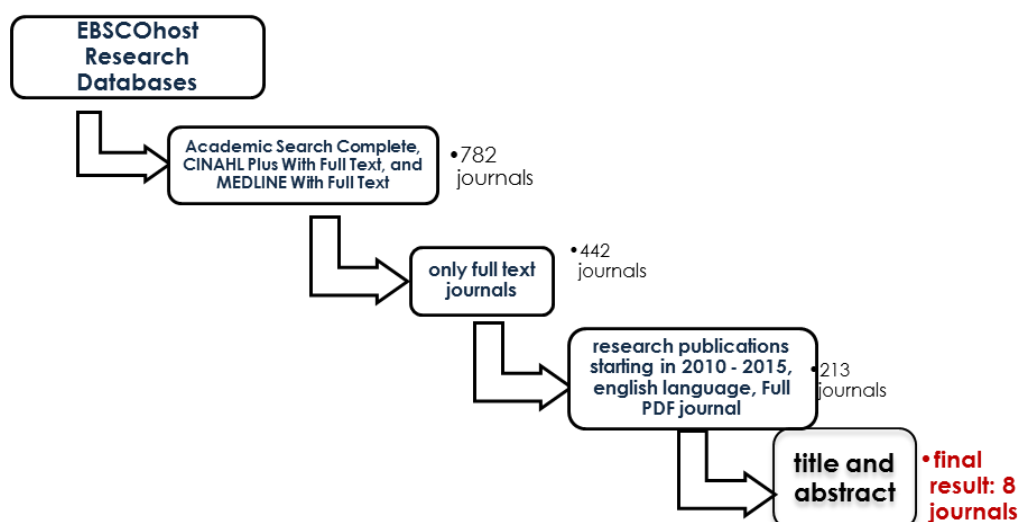 EBSCOhost
Research
Databases
Academic Search Complete,
CINAHL Plus With Full Text, and
MEDLINE With Full Text
•782
journals
only full text
journals
•442
journals
research publications
starting in 2010 - 2015,
english language, Full
PDF journal
•213
journals
title and
abstract
•final
result: 8
journals